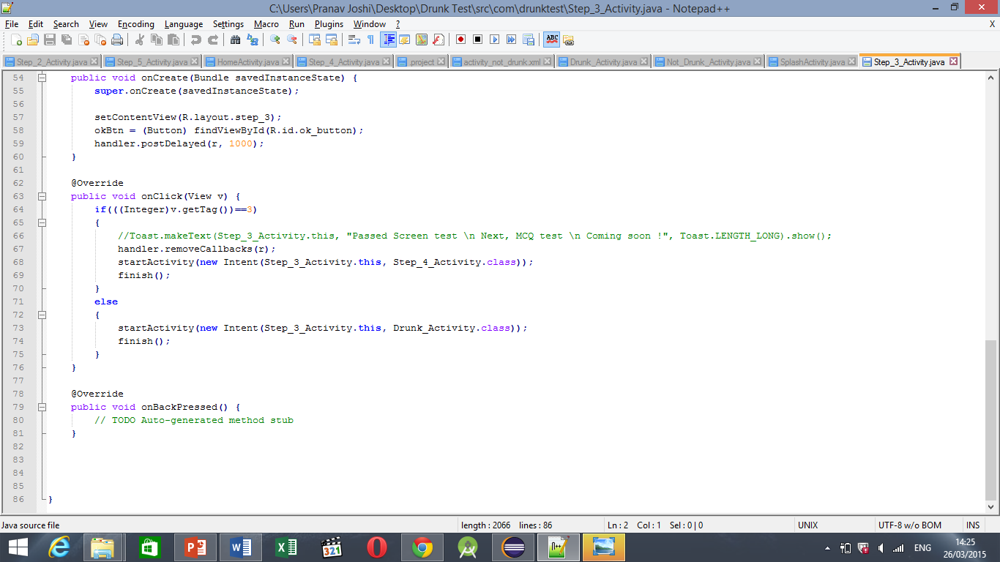 C:\Users\Pranav Joshi\Desktop\Drunk Test\src\com\drunktest\Step_3_Activity.java - Notepad++
File Edit Search View Encoding Language Settings Macro Run Plugins Window ? X
ABC
Step_2_Activity.java Step_5_Activity.java HomeActivity.java Step_4_Activity.java .project activity_not_drunk.xml Drunk_Activity.java Not_Drunk_Activity.java SplashActivity.java Step_3_Activity.java
54 public void onCreate(Bundle savedInstanceState) {
55 super.onCreate(savedInstanceState);
56
57 setContentView(R.layout.step_3);
58 okBtn = (Button) findViewById(R.id.ok_button);
59 handler.postDelayed(r, 1000);
60 }
61
62 @Override
63 public void onClick(View v) {
64 if(((Integer)v.getTag())==3)
65 {
66 //Toast.makeText(Step_3_Activity.this, "Passed Screen test \n Next, MCQ test \n Coming soon !", Toast.LENGTH_LONG).show();
67 handler.removeCallbacks(r);
68 startActivity(new Intent(Step_3_Activity.this, Step_4_Activity.class));
69 finish();
70 }
71 else
72 {
73 startActivity(new Intent(Step_3_Activity.this, Drunk_Activity.class));
74 finish();
75 }
76 }
77
78 @Override
79 public void onBackPressed() {
80 // TODO Auto-generated method stub
81 }
82
83
84
85
86 }
Java source file length : 2066 lines : 86 Ln : 2 Col : 1 Sel : 0 | 0 UNIX UTF-8 w/o BOM INS
321
ENG
14:25
26/03/2015